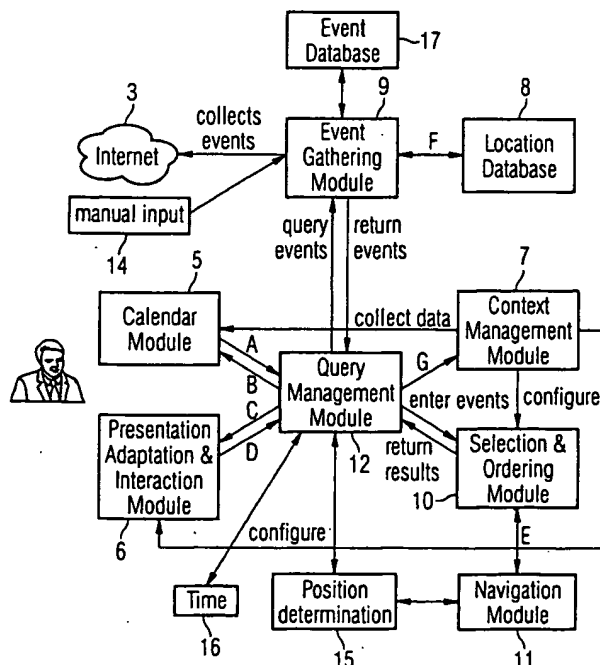 Event
Database
17
3
collects
events
9
8
Internet
Event
Gathering
Module
F
Location
Database
manual input
14
query
events
return
events
5
7
Calendar
Module
collect data
Context
Management
Module
A
B
C
D
Query
Management
Module
12
G
enter events
configure
return
results
Presentation
Adaptation &
Interaction
Module
6
Selection &
Ordering
Module
10
configure
E
Time
16
Position
determination
15
Navigation
Module
11